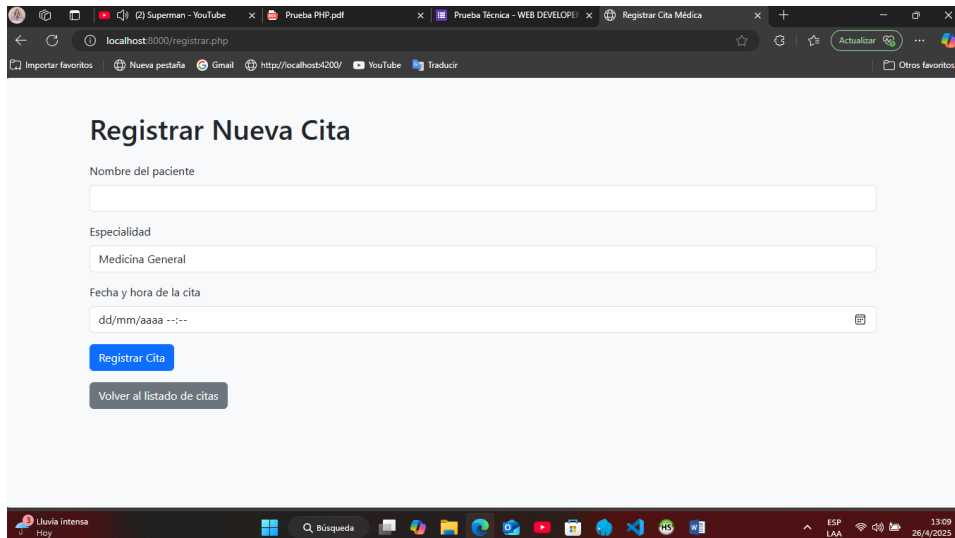 (2) Superman - YouTube
Prueba PHP.pdf
Prueba Técnica - WEB DEVELOPER
Registrar Cita Médica
localhost:8000/registrar.php
Actualizar
Importar favoritos
Nueva pestaña
Gmail
http://localhost:4200/
YouTube
Traducir
Otros favoritos
Registrar Nueva Cita
Nombre del paciente
Especialidad
Medicina General
Fecha y hora de la cita
dd/mm/aaaa --:--
Registrar Cita
Volver al listado de citas
3
Lluvia intensa
Hoy
Búsqueda
HS
W
ESP
LAA
13:09
26/4/2025